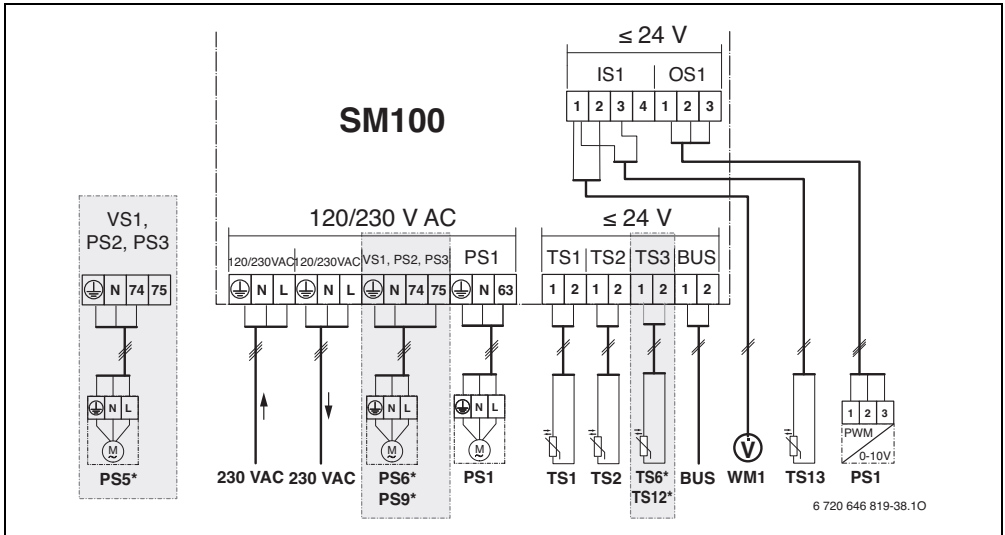 ≤ 24 V
IS1 OS1
1 2 3 4 1 2 3
SM100
VS1,
PS2, PS3
120/230 V AC ≤ 24 V
120/230VAC 120/230VAC VS1, PS2, PS3 PS1 TS1 TS2 TS3 BUS
N 74 75 N L N L N 74 75 N 63 1 2 1 2 1 2 1 2
N L N L N L 1 2 3
PWM
0-10V
M M M V
PS5* 230 VAC 230 VAC PS6* PS1 TS1 TS2 TS6* BUS WM1 TS13 PS1
PS9* TS12*
6 720 646 819-38.1O